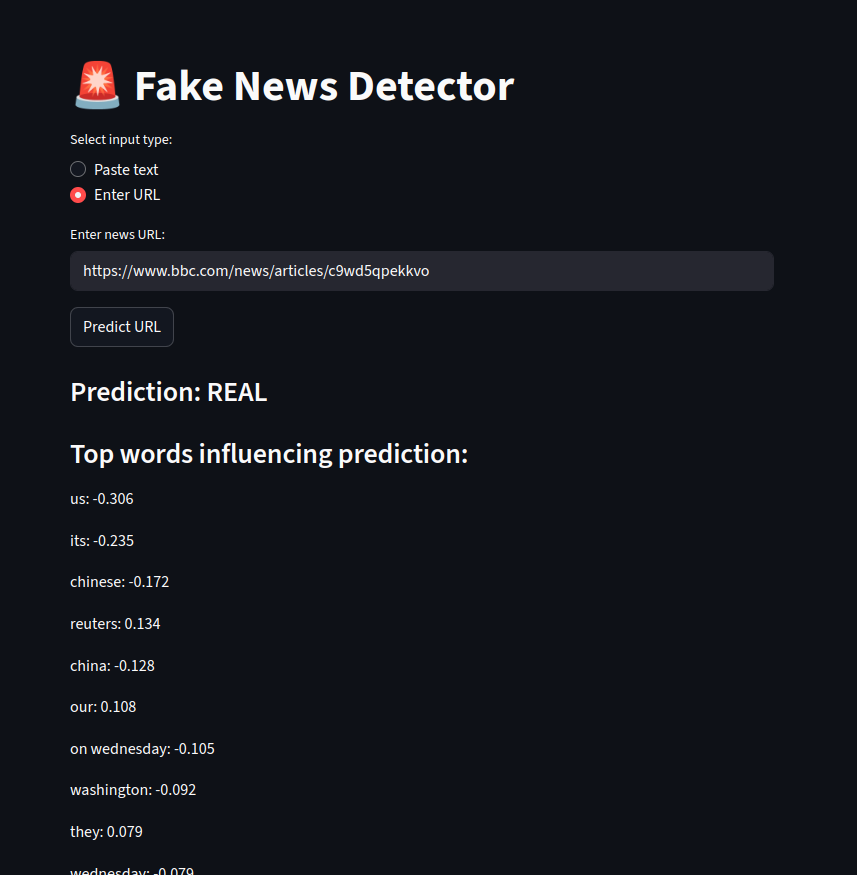 Fake News Detector
Select input type:
Paste text
Enter URL
Enter news URL:
https://www.bbc.com/news/articles/c9wd5qpekkvo
Predict URL
Prediction: REAL
Top words influencing prediction:
us: -0.306
its: -0.235
chinese: -0.172
reuters: 0.134
china: -0.128
our: 0.108
on wednesday: -0.105
washington: -0.092
they: 0.079
wednesday: -0.079